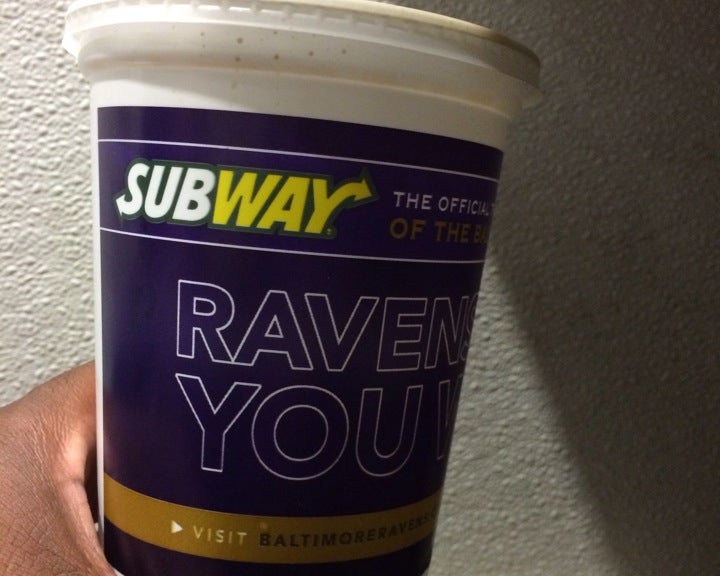 SUBWAY
THE OFFICIAL
OF THE
RAVENS
YOU
VISIT BALTIMORERAVENS